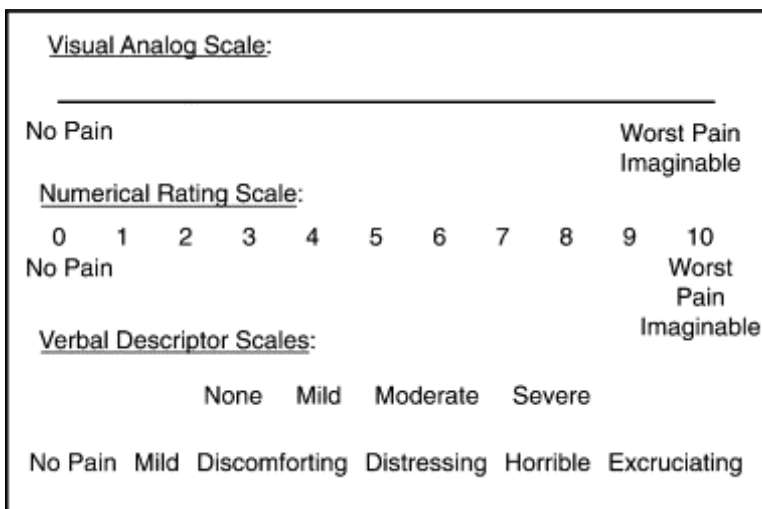 Visual Analog Scale:
No Pain Worst Pain
Imaginable
Numerical Rating Scale:
0 1 2 3 4 5 6 7 8 9 10
No Pain Worst
Pain
Imaginable
Verbal Descriptor Scales:
None Mild Moderate Severe
No Pain Mild Discomforting Distressing Horrible Excruciating